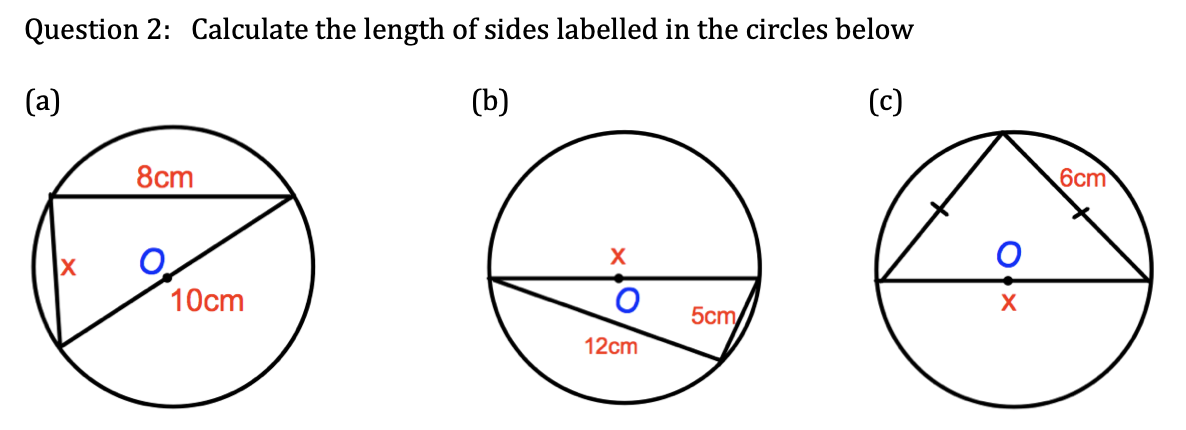 Question 2: Calculate the length of sides labelled in the circles below
(a) (b) (c)
8cm
x O
10cm
x
O
5cm
12cm
6cm
O
x